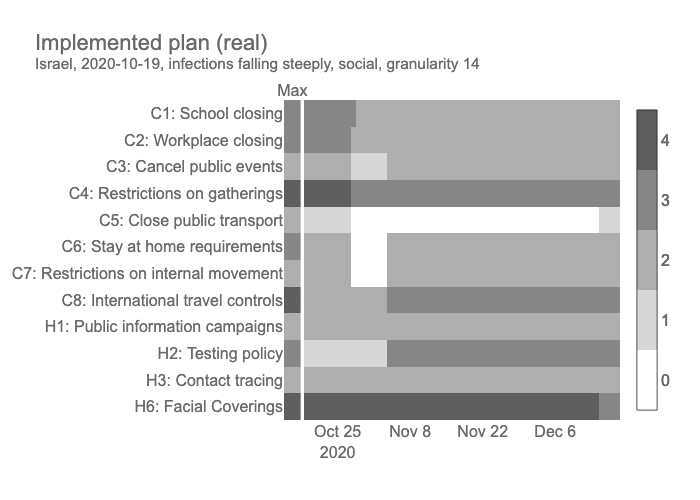 Implemented plan (real)
Israel, 2020-10-19, infections falling steeply, social, granularity 14
Max
C1: School closing
C2: Workplace closing
C3: Cancel public events
C4: Restrictions on gatherings
C5: Close public transport
C6: Stay at home requirements
C7: Restrictions on internal movement
C8: International travel controls
H1: Public information campaigns
H2: Testing policy
H3: Contact tracing
H6: Facial Coverings
4
3
2
1
0
Oct 25 Nov 8 Nov 22 Dec 6
2020